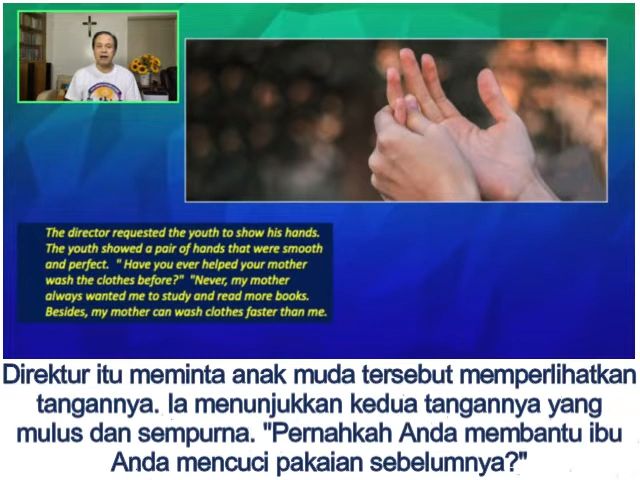 The director requested the youth to show his hands.
The youth showed a pair of hands that were smooth
and perfect. " Have you ever helped your mother
wash the clothes before?" "Never, my mother
always wanted me to study and read more books.
Besides, my mother can wash clothes faster than me.
Direktur itu meminta anak muda tersebut memperlihatkan
tangannya. Ia menunjukkan kedua tangannya yang
mulus dan sempurna. "Pernahkah Anda membantu ibu
Anda mencuci pakaian sebelumnya?"